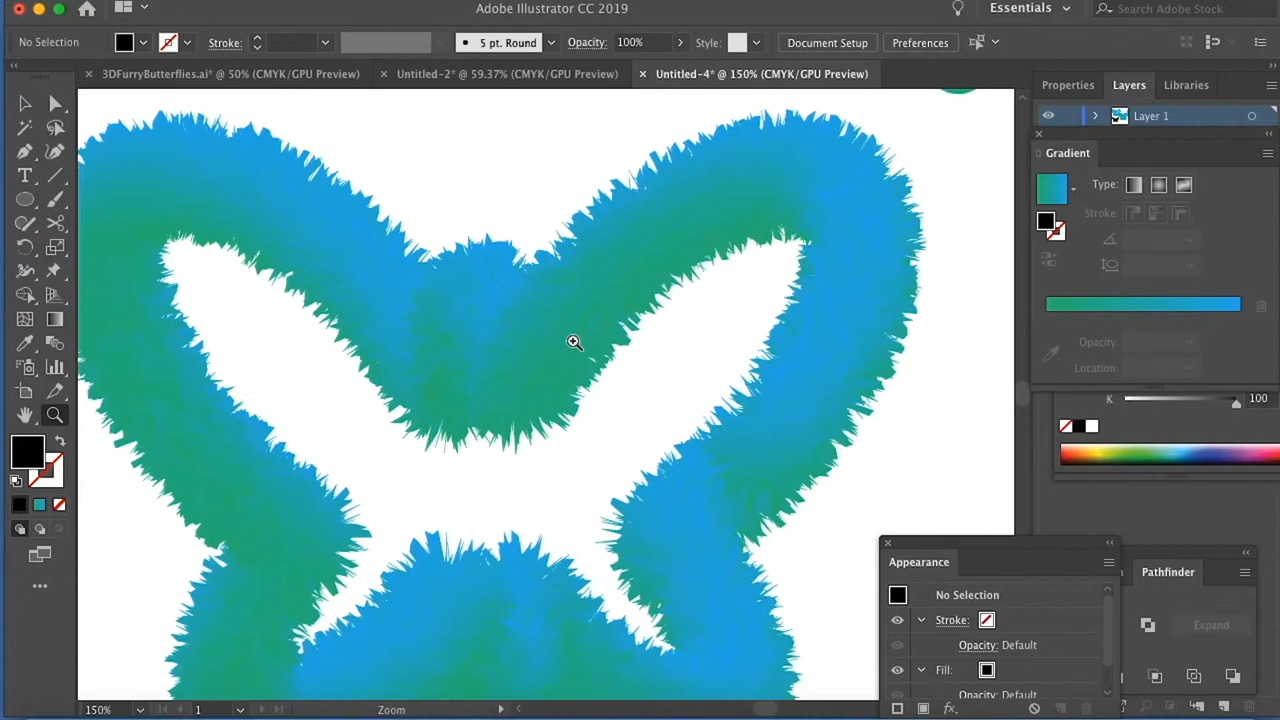 Adobe Illustrator CC 2019
Essentials
Search Adobe Stock
No Selection
Stroke:
5 pt. Round
Opacity:
100%
Style:
Document Setup
Preferences
3DFurryButterflies.ai* @ 50% (CMYK/GPU Preview)
Untitled-2* @ 59.37% (CMYK/GPU Preview)
Untitled-4* @ 150% (CMYK/GPU Preview)
Properties
Layers
Libraries
Layer 1
Gradient
Type:
Stroke:
Opacity:
Location:
K
100
Appearance
No Selection
Stroke:
Opacity: Default
Fill:
Opacity: Default
Pathfinder
Expand
150%
1
Zoom